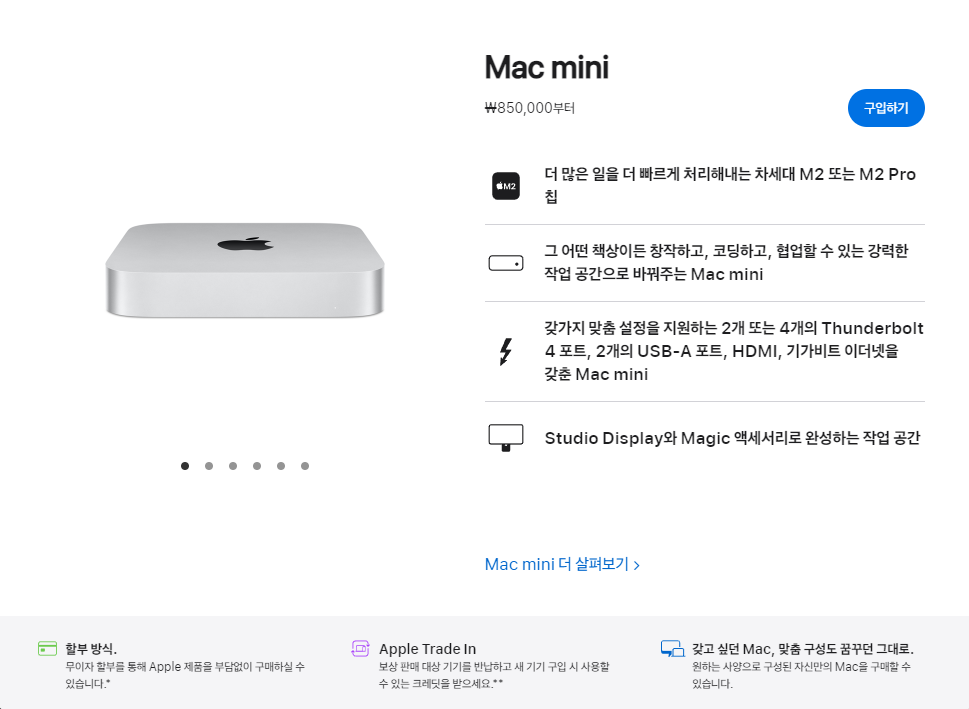 Mac mini
₩850,000부터
구입하기
M2
더 많은 일을 더 빠르게 처리해내는 차세대 M2 또는 M2 Pro
칩
그 어떤 책상이든 창작하고, 코딩하고, 협업할 수 있는 강력한
작업 공간으로 바꿔주는 Mac mini
갖가지 맞춤 설정을 지원하는 2개 또는 4개의 Thunderbolt
4 포트, 2개의 USB-A 포트, HDMI, 기가비트 이더넷을
갖춘 Mac mini
Studio Display와 Magic 액세서리로 완성하는 작업 공간
Mac mini 더 살펴보기 >
할부 방식.
무이자 할부를 통해 Apple 제품을 부담없이 구매하실 수
있습니다.*
Apple Trade In
보상 판매 대상 기기를 반납하고 새 기기 구입 시 사용할
수 있는 크레딧을 받으세요.**
갖고 싶던 Mac, 맞춤 구성도 꿈꾸던 그대로.
원하는 사양으로 구성된 자신만의 Mac을 구매할 수
있습니다.